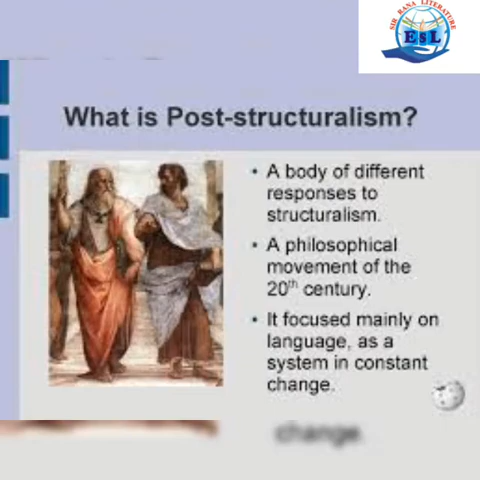 SIR RANA LITERATURE
ESL
What is Post-structuralism?
• A body of different
responses to
structuralism.
• A philosophical
movement of the
20th century.
• It focused mainly on
language, as a
system in constant
change.
change.